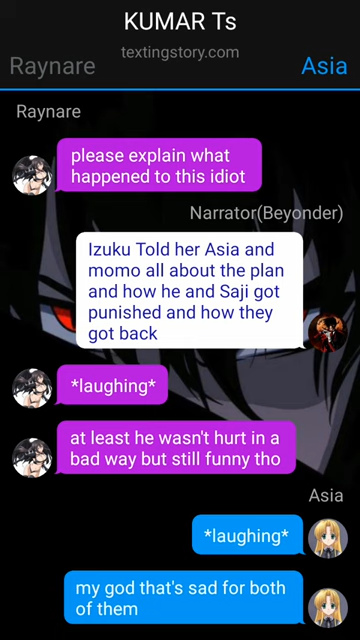 KUMAR Ts
textingstory.com
Raynare
Asia
Raynare
please explain what
happened to this idiot
Narrator(Beyonder)
Izuku Told her Asia and
momo all about the plan
and how he and Saji got
punished and how they
got back
*laughing*
at least he wasn't hurt in a
bad way but still funny tho
Asia
*laughing*
my god that's sad for both
of them